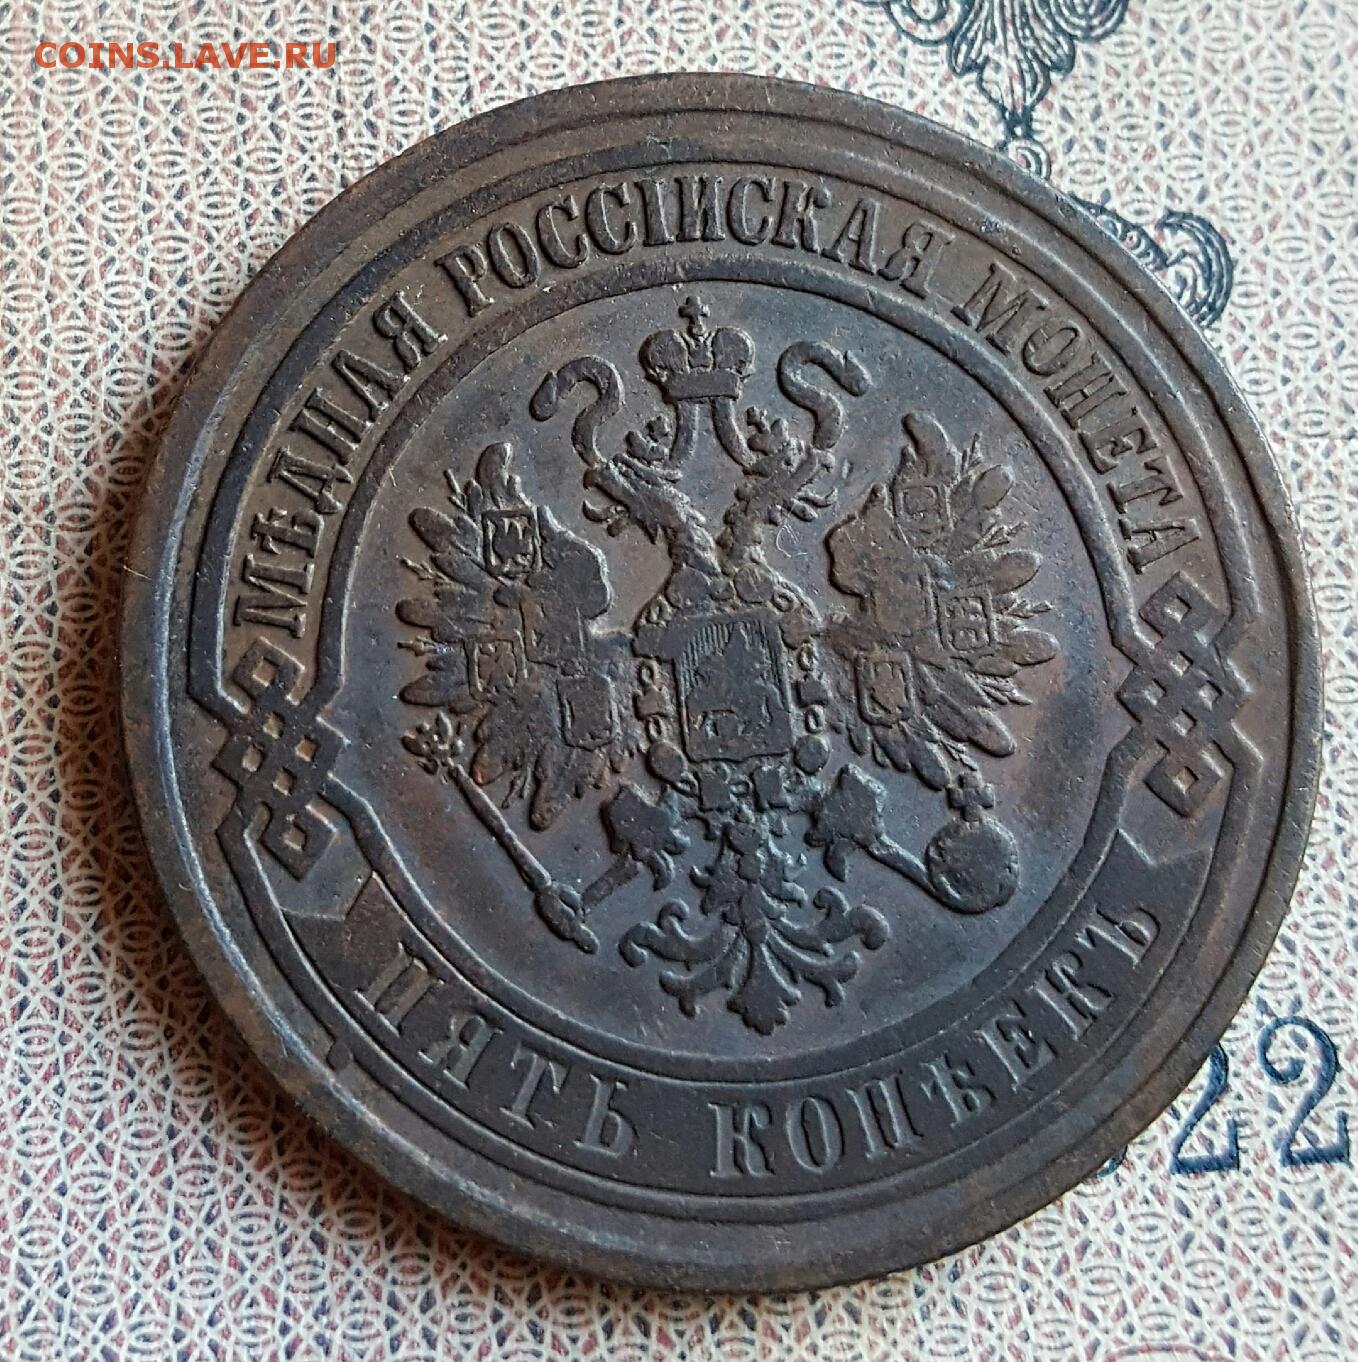 COINS.LAVE.RU
МѢДНАЯ РОССIЙСКАЯ МОНЕТА
ПЯТЬ КОПѢЕКЪ
22